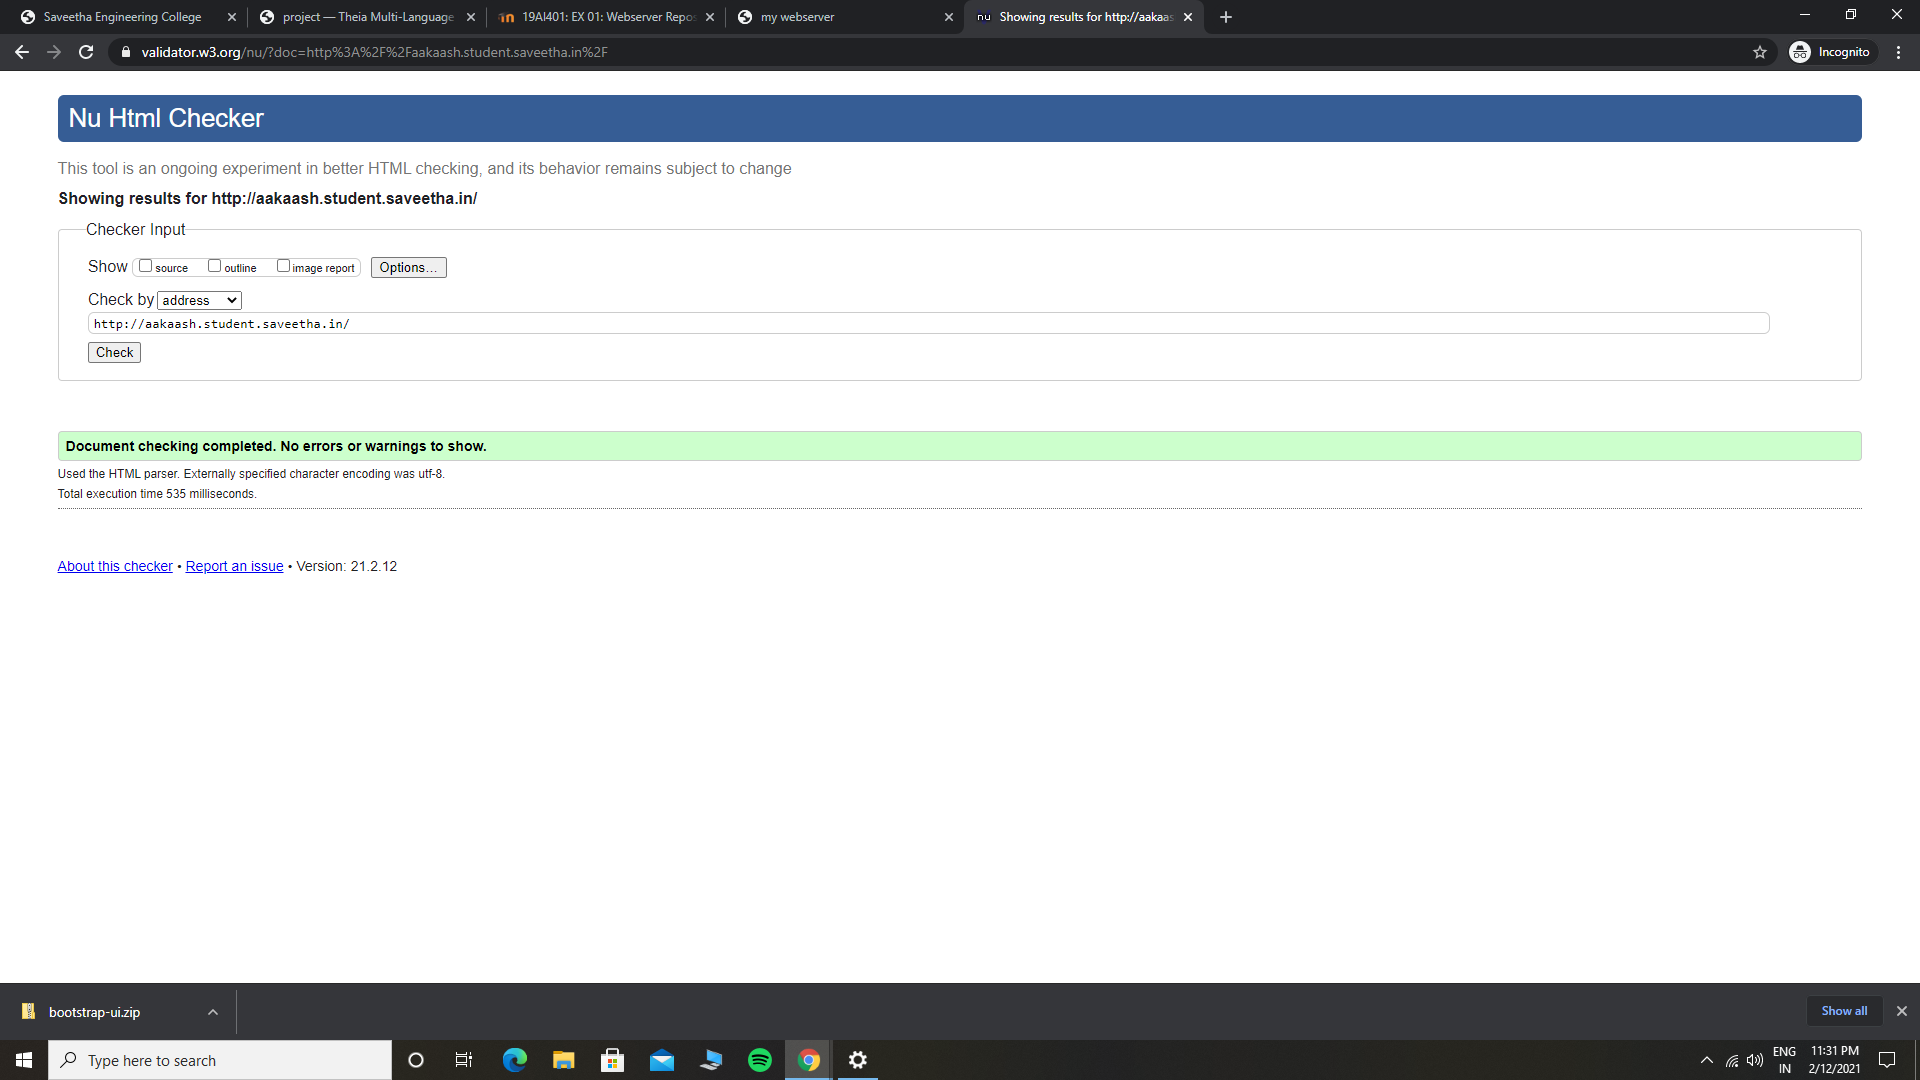 Saveetha Engineering College
project — Theia Multi-Language
19AI401: EX 01: Webserver Repos
my webserver
nu Showing results for http://aakaas
validator.w3.org/nu/?doc=http%3A%2F%2Faakaash.student.saveetha.in%2F
Incognito
Nu Html Checker
This tool is an ongoing experiment in better HTML checking, and its behavior remains subject to change
Showing results for http://aakaash.student.saveetha.in/
Checker Input
Show source outline image report Options...
Check by address
http://aakaash.student.saveetha.in/
Check
Document checking completed. No errors or warnings to show.
Used the HTML parser. Externally specified character encoding was utf-8.
Total execution time 535 milliseconds.
About this checker • Report an issue • Version: 21.2.12
bootstrap-ui.zip
Show all
Type here to search
ENG
IN
11:31 PM
2/12/2021